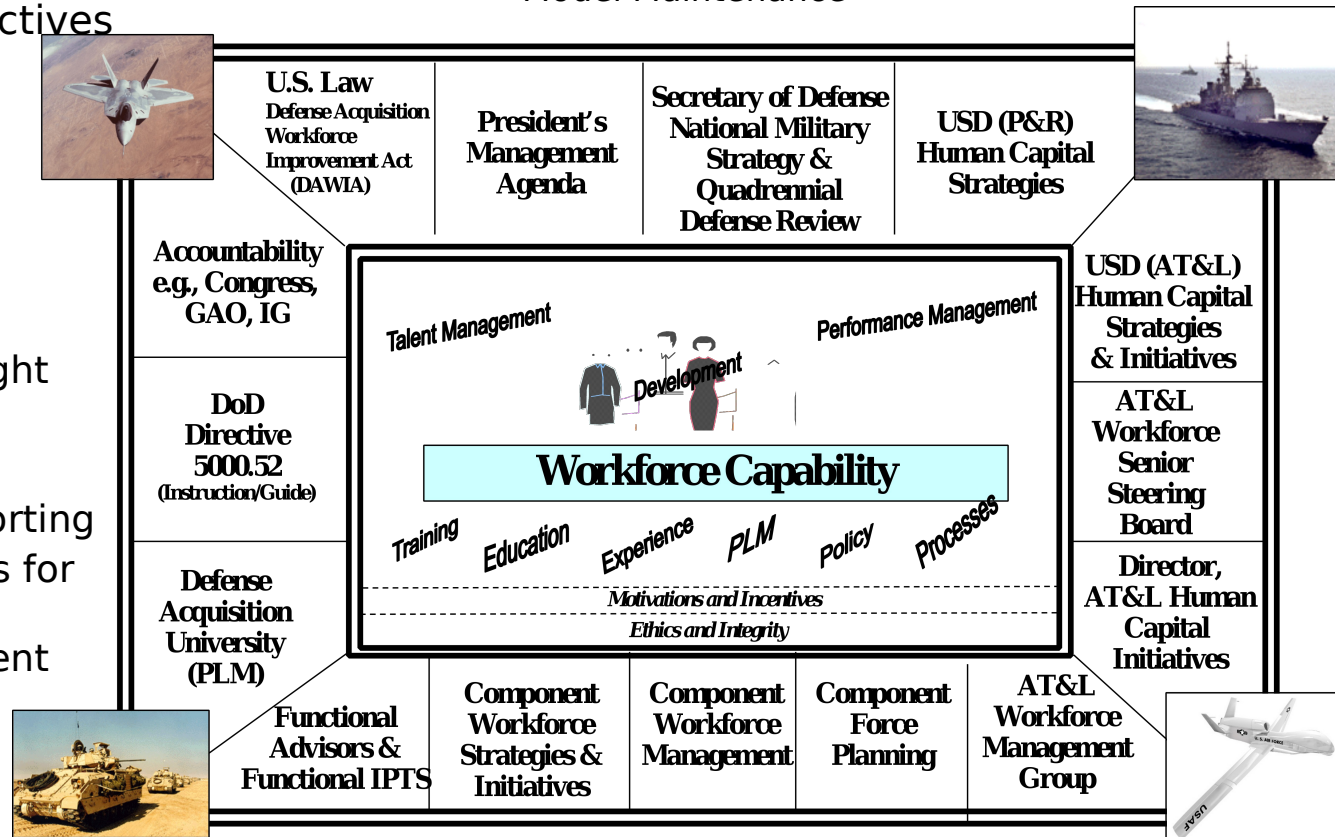 ctives
Model Maintenance
U.S. Law
Defense Acquisition
Workforce
Improvement Act
(DAWIA)
President’s
Management
Agenda
Secretary of Defense
National Military
Strategy &
Quadrennial
Defense Review
USD (P&R)
Human Capital
Strategies
Accountability
e.g., Congress,
GAO, IG
DoD
Directive
5000.52
(Instruction/Guide)
Defense
Acquisition
University
(PLM)
ght
orting
s for
ent
Talent Management
Performance Management
Development
Workforce Capability
Training
Education
Experience
PLM
Policy
Processes
Motivations and Incentives
Ethics and Integrity
USD (AT&L)
Human Capital
Strategies
& Initiatives
AT&L
Workforce
Senior
Steering
Board
Director,
AT&L Human
Capital
Initiatives
Functional
Advisors &
Functional IPTS
Component
Workforce
Strategies &
Initiatives
Component
Workforce
Management
Component
Force
Planning
AT&L
Workforce
Management
Group
U.S. AIR FORCE
USAF